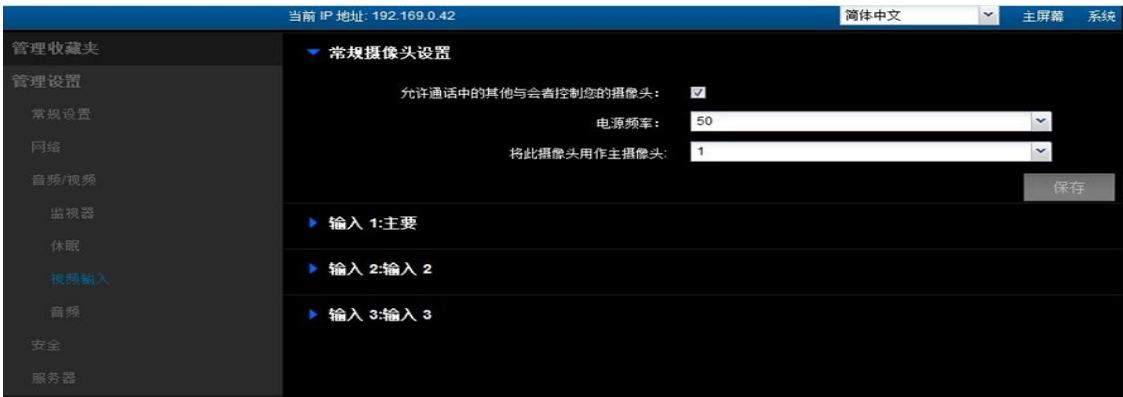 当前 IP 地址: 192.169.0.42
简体中文
主屏幕
系统
管理收藏夹
管理设置
常规设置
网络
音频/视频
监视器
休眠
视频输入
音频
安全
服务器
常规摄像头设置
允许通话中的其他与会者控制您的摄像头：
电源频率：
50
将此摄像头用作主摄像头:
1
保存
输入 1:主要
输入 2:输入 2
输入 3:输入 3